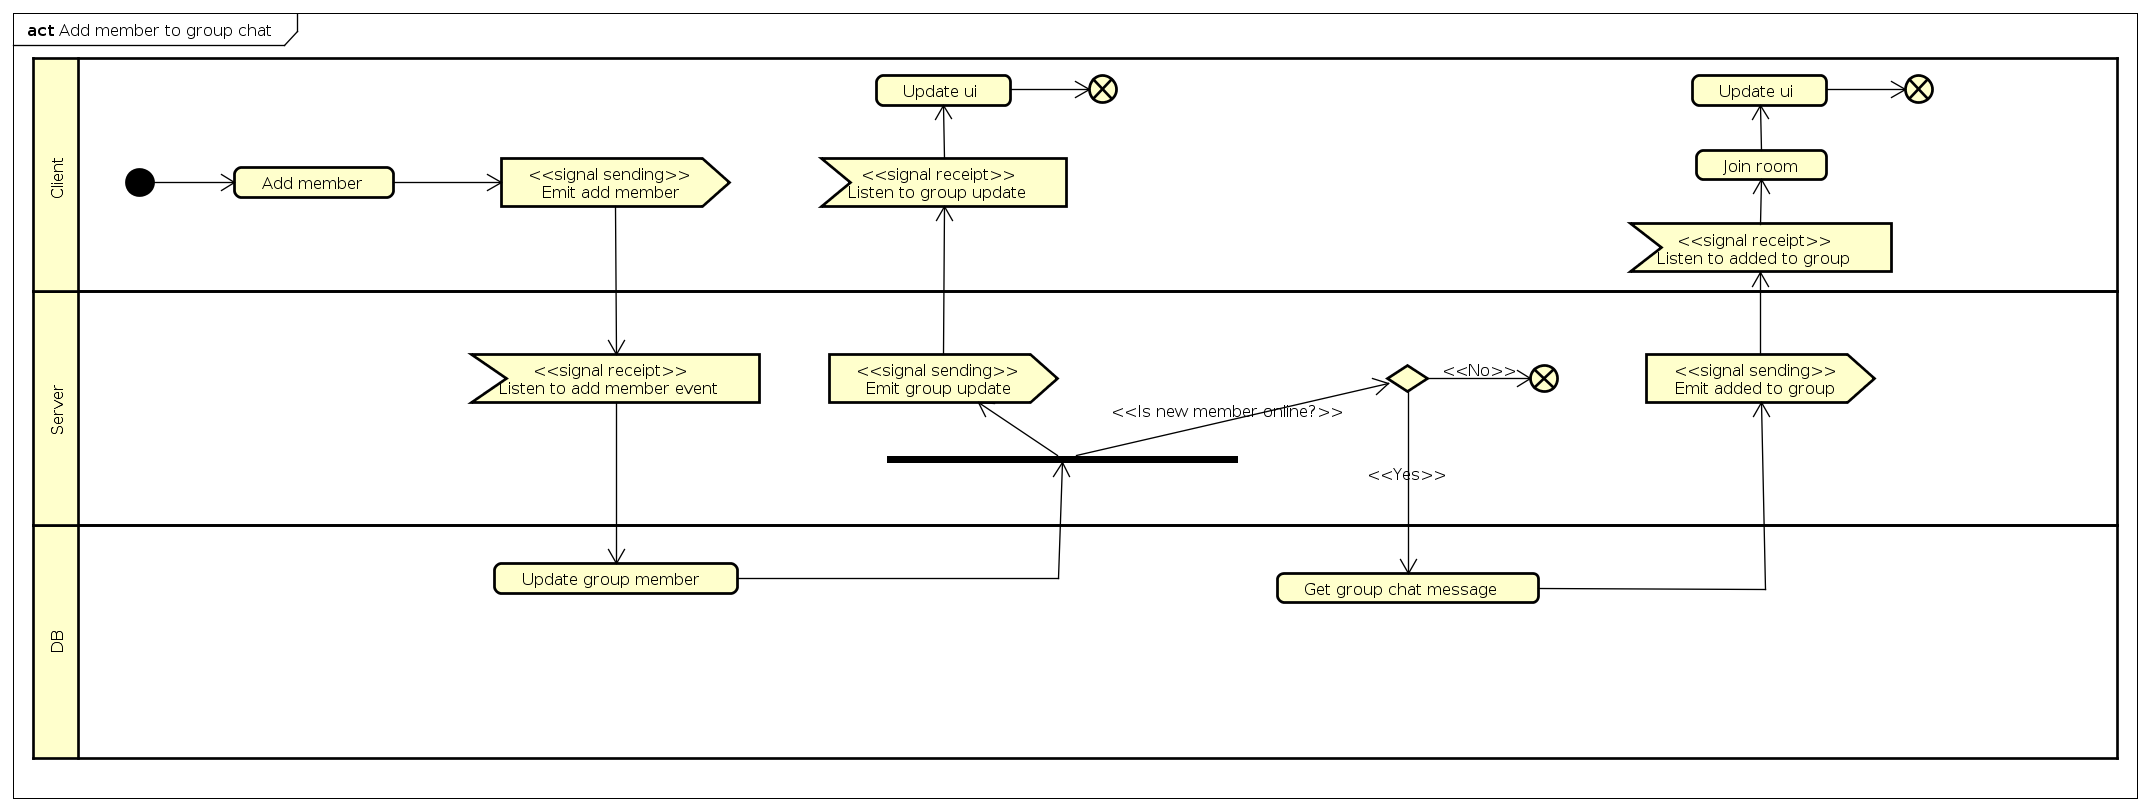 act Add member to group chat
Client
Update ui
Update ui
Add member
<<signal sending>>
Emit add member
<<signal receipt>>
Listen to group update
Join room
<<signal receipt>>
Listen to added to group
Server
<<signal receipt>>
Listen to add member event
<<signal sending>>
Emit group update
<<Is new member online?>>
<<No>>
<<Yes>>
<<signal sending>>
Emit added to group
DB
Update group member
Get group chat message